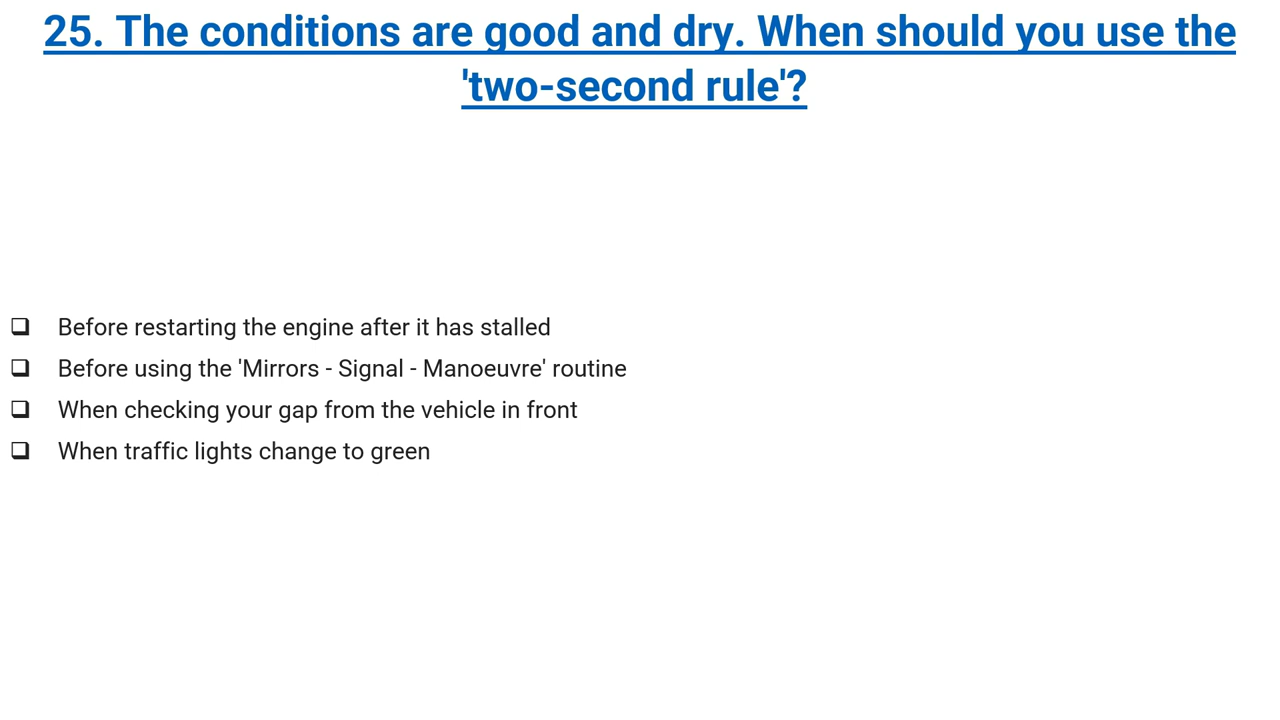 25. The conditions are good and dry. When should you use the
'two-second rule'?
❑ Before restarting the engine after it has stalled
❑ Before using the 'Mirrors - Signal - Manoeuvre' routine
❑ When checking your gap from the vehicle in front
❑ When traffic lights change to green